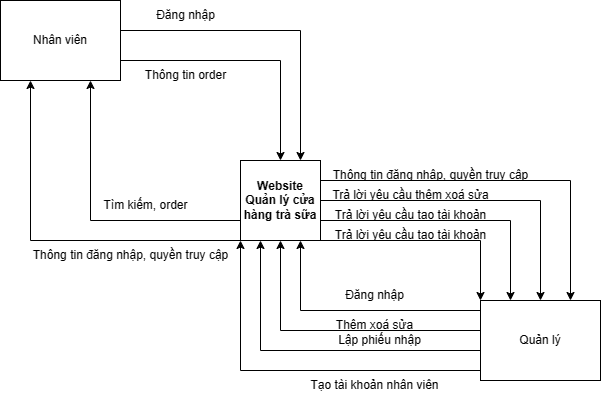 Đăng nhập
Nhân viên
Thông tin order
Website
Quản lý cửa
hàng trà sữa
Thông tin đăng nhập, quyền truy cập
Trả lời yêu cầu thêm xoá sửa
Tìm kiếm, order
Trả lời yêu cầu tạo tài khoản
Trả lời yêu cầu tạo tài khoản
Thông tin đăng nhập, quyền truy cập
Đăng nhập
Thêm xoá sửa
Lập phiếu nhập
Quản lý
Tạo tài khoản nhân viên